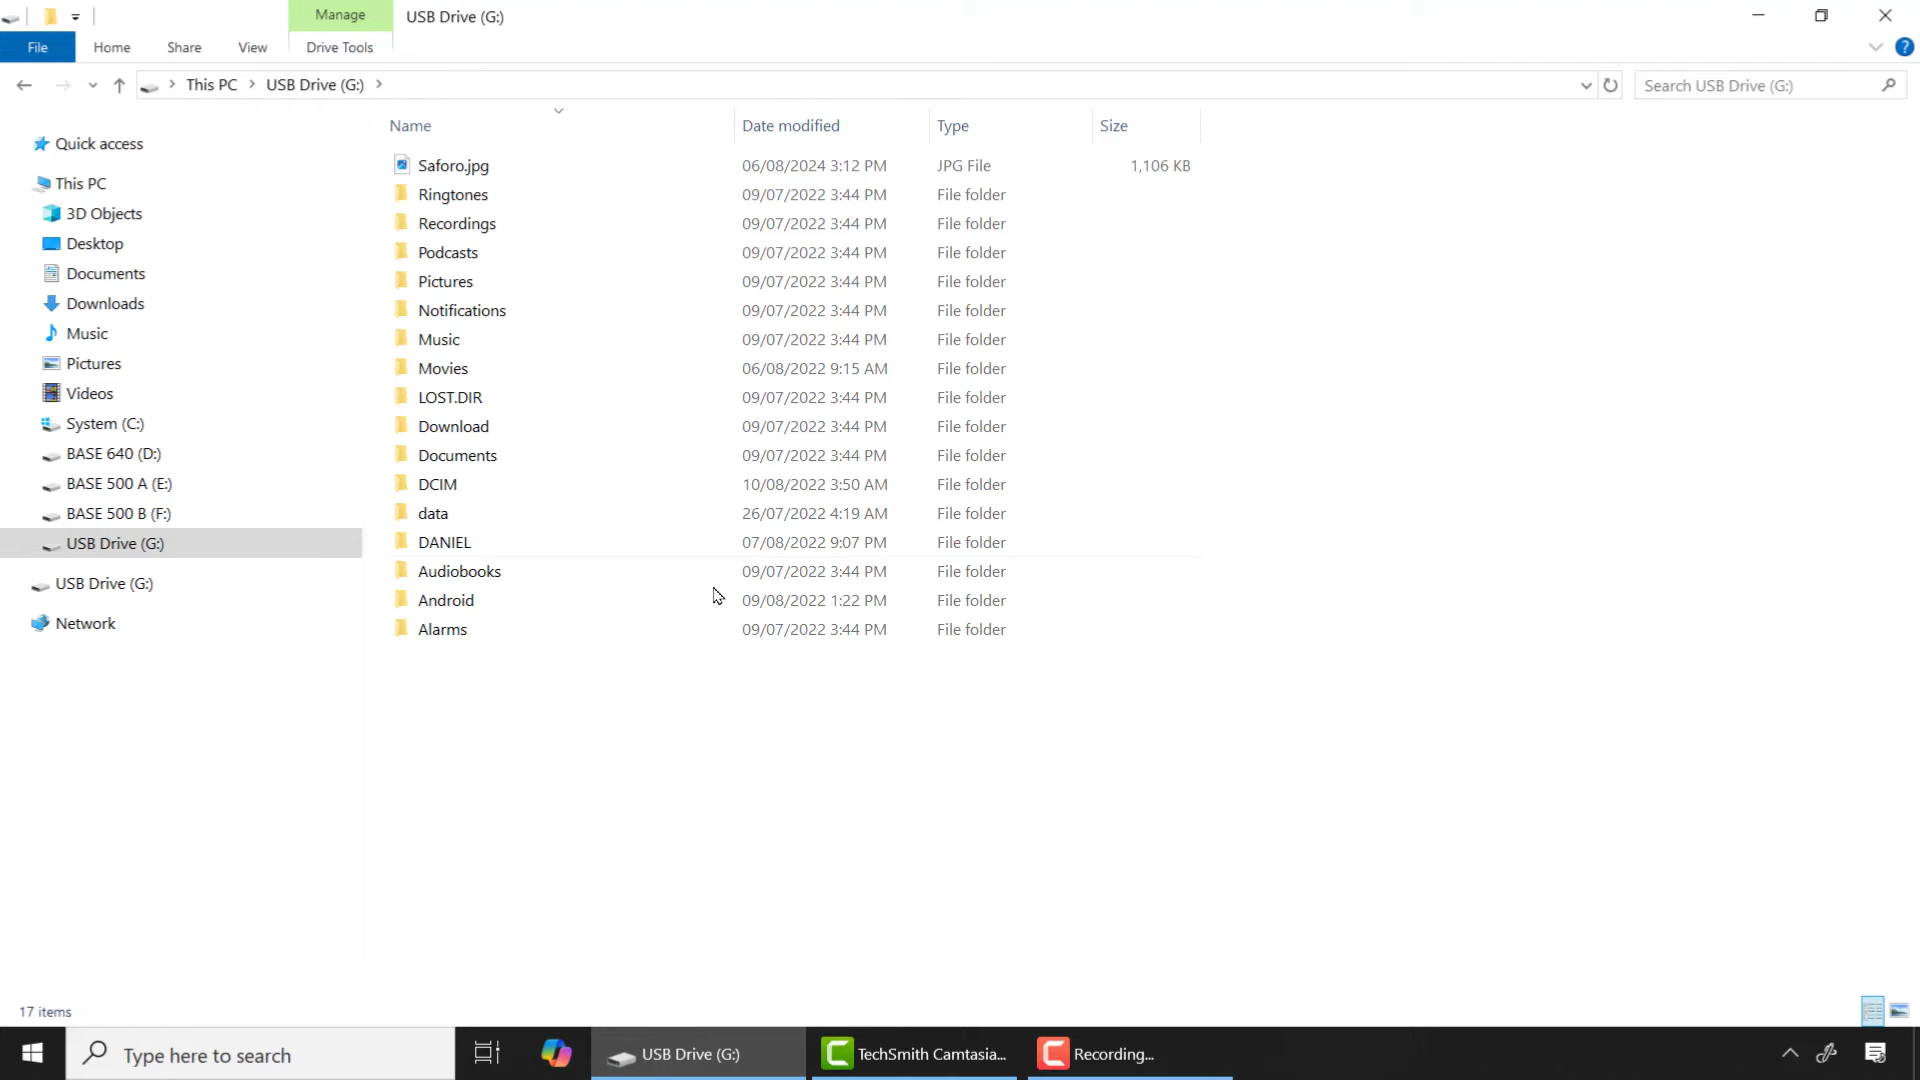 Manage
USB Drive (G:)
File
Home
Share
View
Drive Tools
This PC
USB Drive (G:)
Search USB Drive (G:)
Name
Date modified
Type
Size
Quick access
This PC
3D Objects
Desktop
Documents
Downloads
Music
Pictures
Videos
System (C:)
BASE 640 (D:)
BASE 500 A (E:)
BASE 500 B (F:)
USB Drive (G:)
USB Drive (G:)
Network
Saforo.jpg 06/08/2024 3:12 PM JPG File 1,106 KB
Ringtones 09/07/2022 3:44 PM File folder
Recordings 09/07/2022 3:44 PM File folder
Podcasts 09/07/2022 3:44 PM File folder
Pictures 09/07/2022 3:44 PM File folder
Notifications 09/07/2022 3:44 PM File folder
Music 09/07/2022 3:44 PM File folder
Movies 06/08/2022 9:15 AM File folder
LOST.DIR 09/07/2022 3:44 PM File folder
Download 09/07/2022 3:44 PM File folder
Documents 09/07/2022 3:44 PM File folder
DCIM 10/08/2022 3:50 AM File folder
data 26/07/2022 4:19 AM File folder
DANIEL 07/08/2022 9:07 PM File folder
Audiobooks 09/07/2022 3:44 PM File folder
Android 09/08/2022 1:22 PM File folder
Alarms 09/07/2022 3:44 PM File folder
17 items
Type here to search
USB Drive (G:)
TechSmith Camtasia...
Recording...